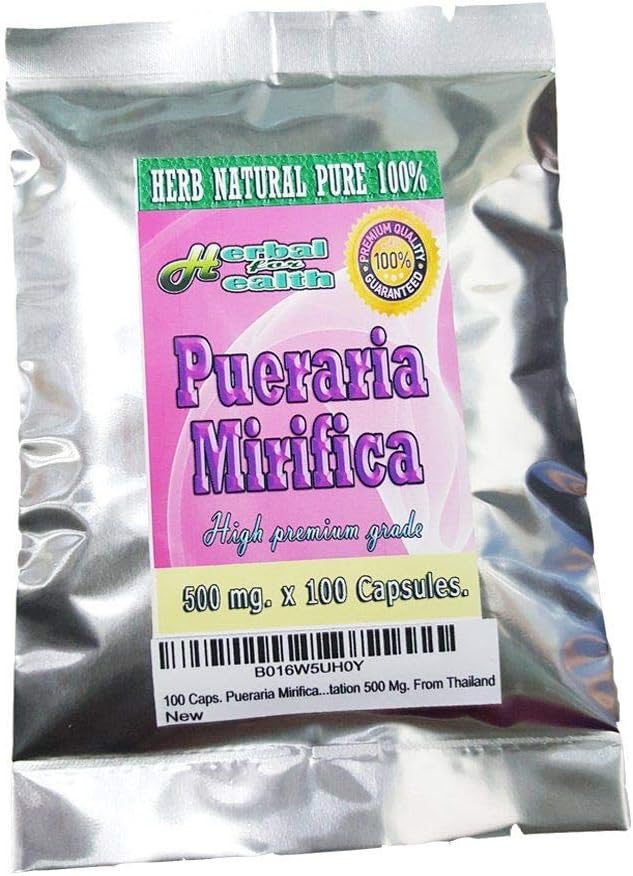 HERB NATURAL PURE 100%
Herbal
for
Health
PREMIUM QUALITY
100%
GUARANTEED
Pueraria
Mirifica
High premium grade
500 mg. x 100 Capsules.
B016W5UH0Y
100 Caps. Pueraria Mirifica...tation 500 Mg. From Thailand
New